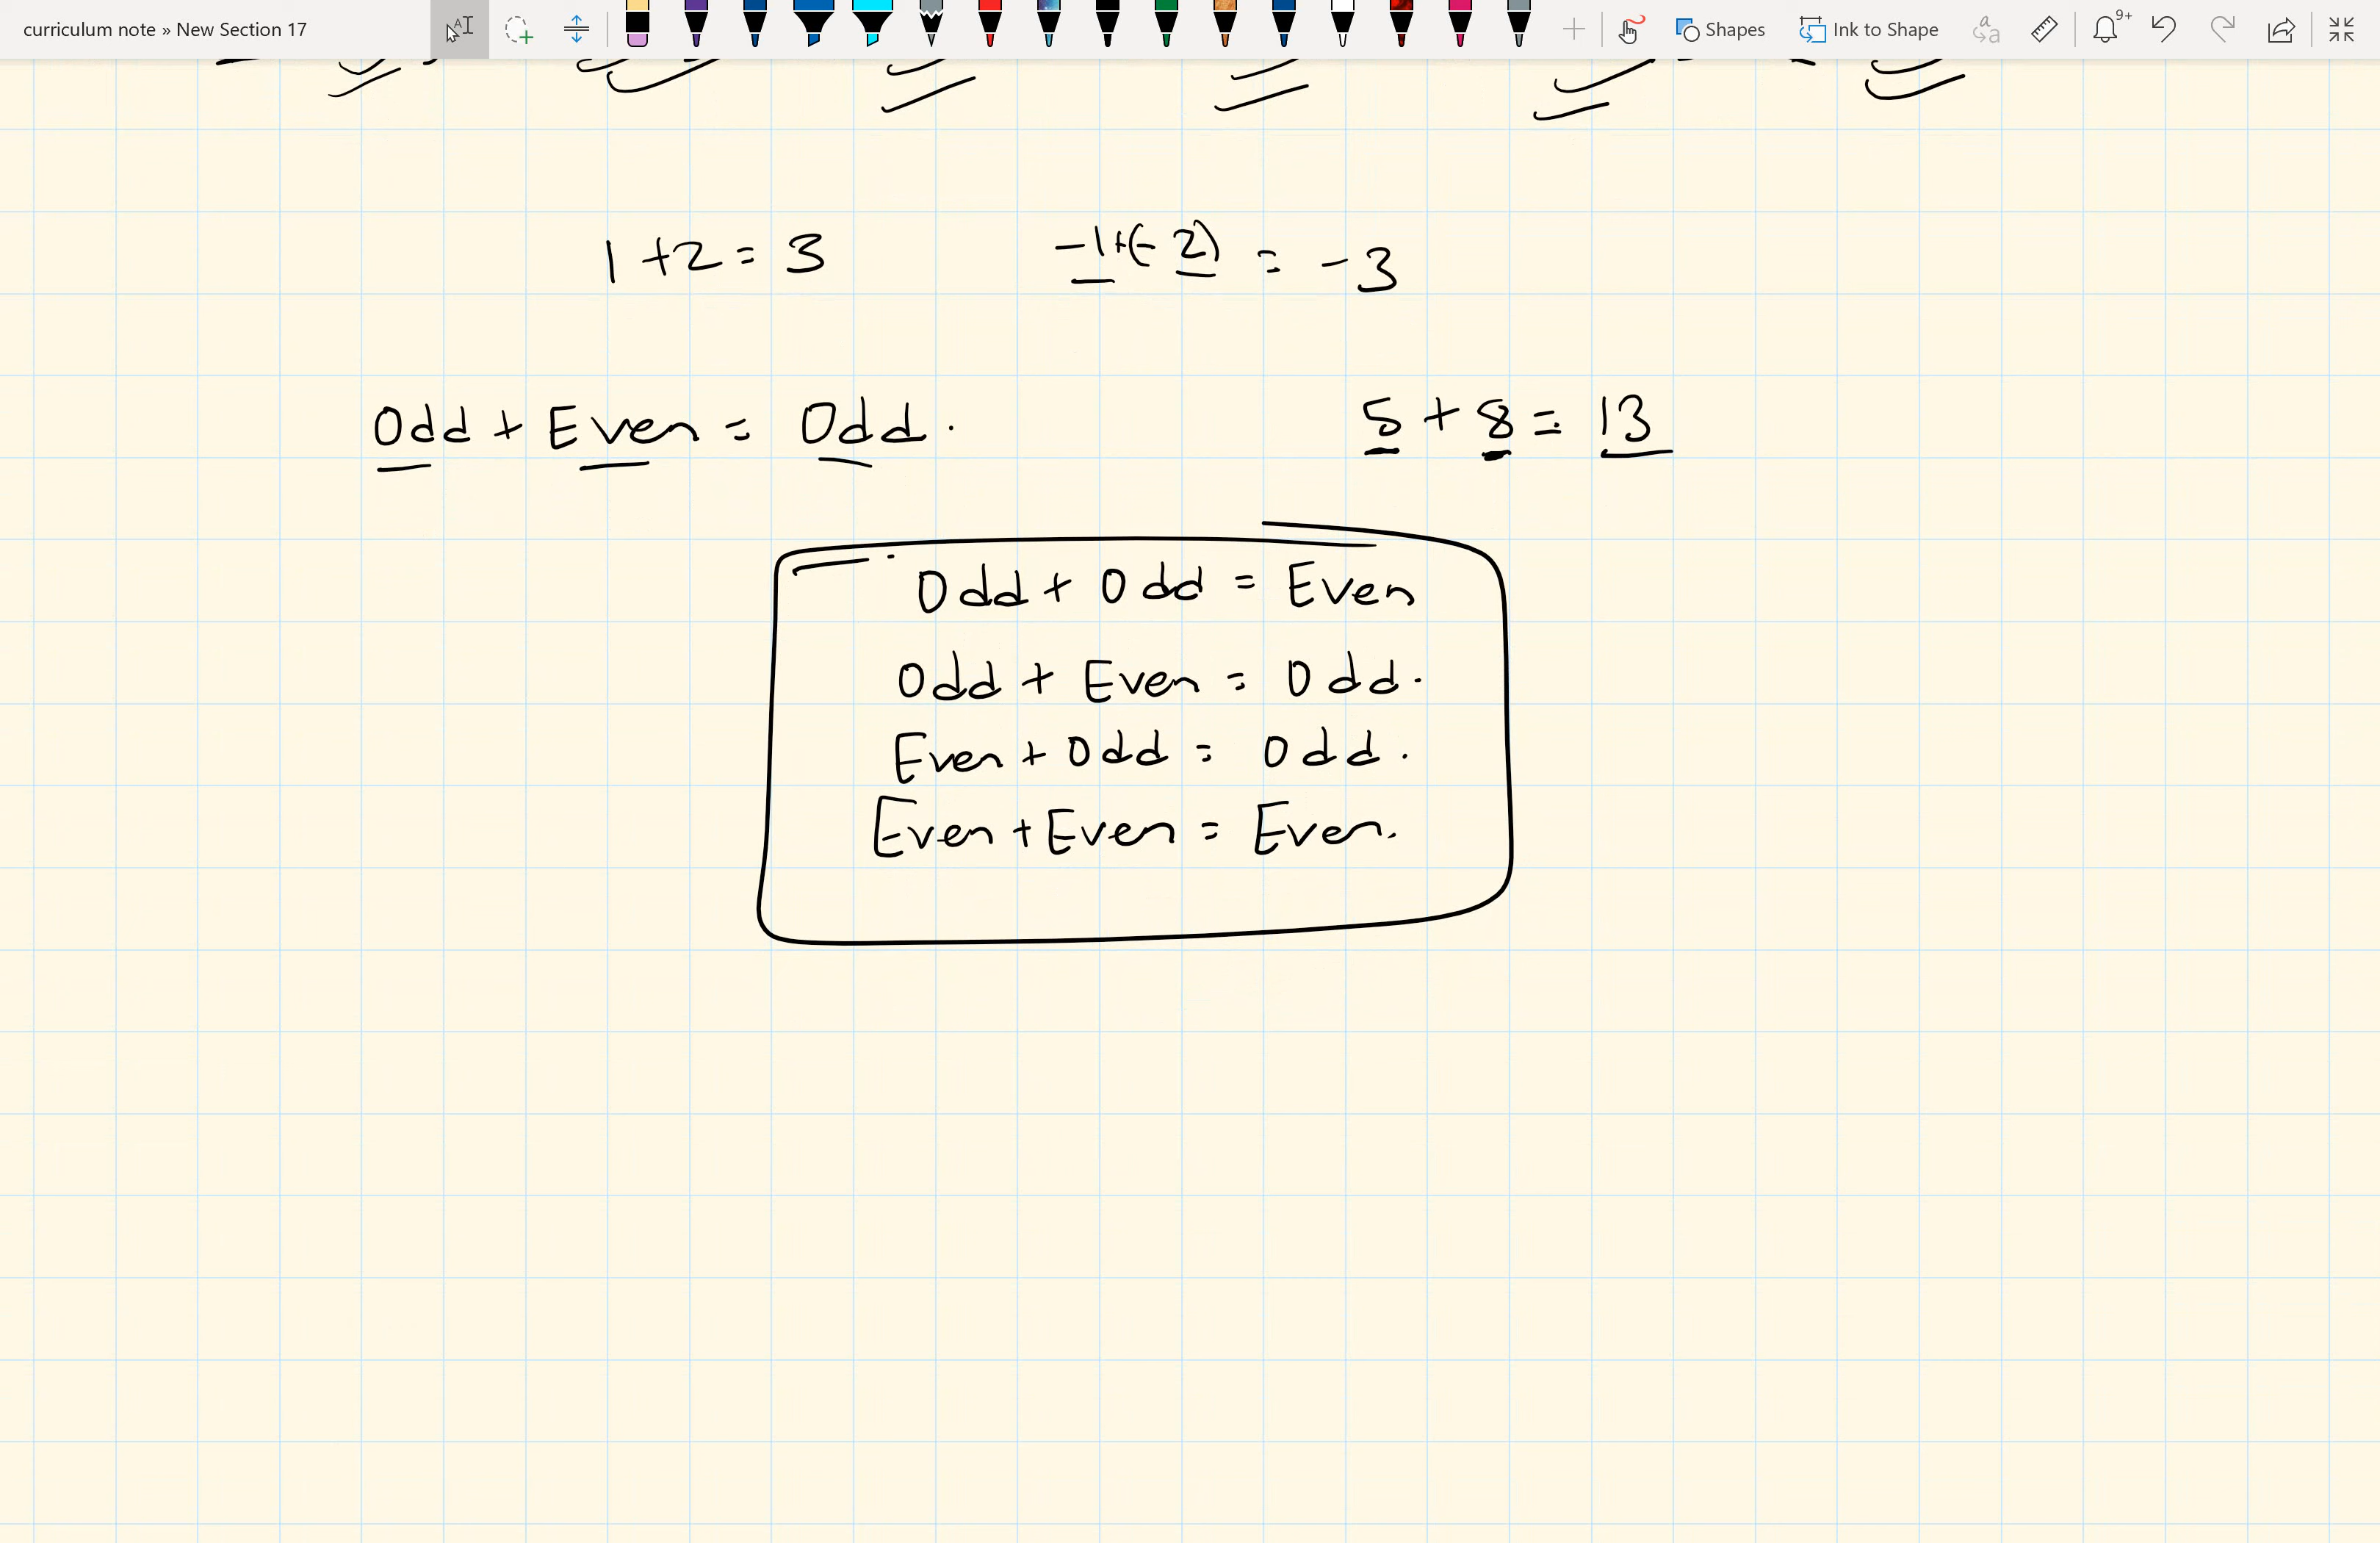 curriculum note » New Section 17
Shapes
Ink to Shape
9+
1 + 2 = 3
-1 + (-2) = -3
Odd + Even = Odd.
5 + 8 = 13
Odd + Odd = Even
Odd + Even = Odd.
Even + Odd = Odd.
Even + Even = Even.